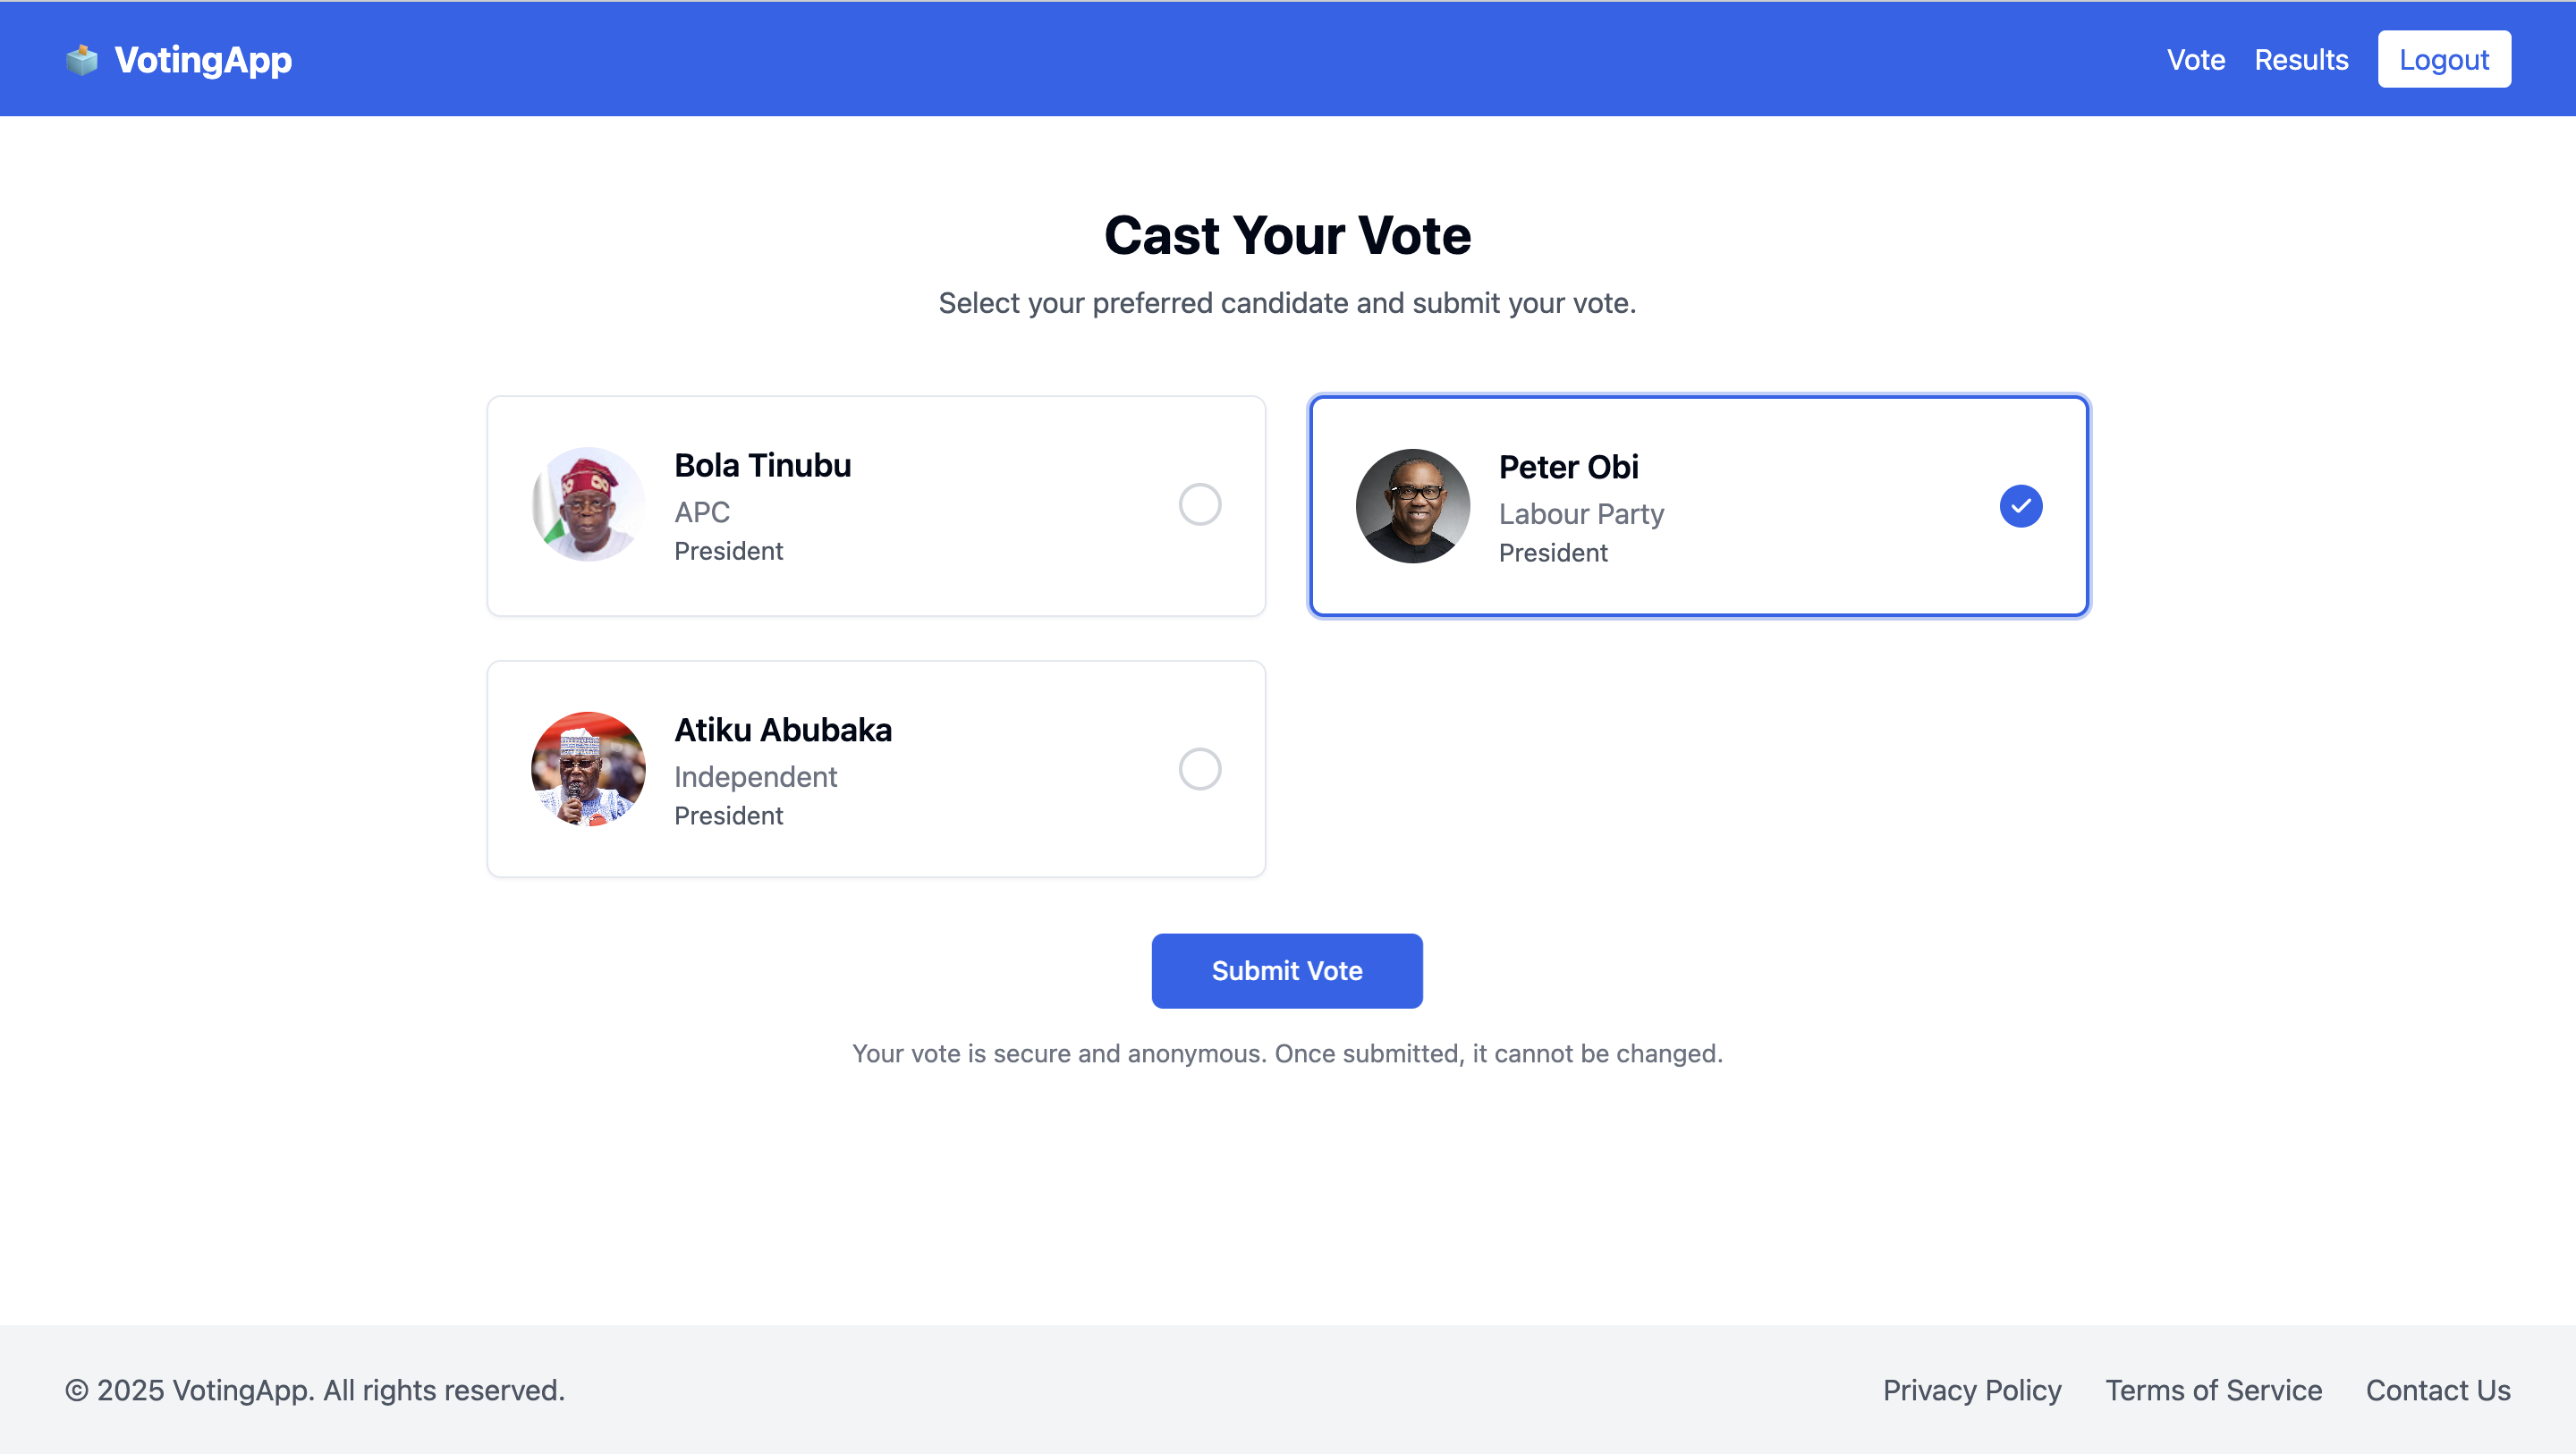 VotingApp
Vote
Results
Logout
Cast Your Vote
Select your preferred candidate and submit your vote.
Bola Tinubu
APC
President
Peter Obi
Labour Party
President
Atiku Abubaka
Independent
President
Submit Vote
Your vote is secure and anonymous. Once submitted, it cannot be changed.
© 2025 VotingApp. All rights reserved.
Privacy Policy
Terms of Service
Contact Us